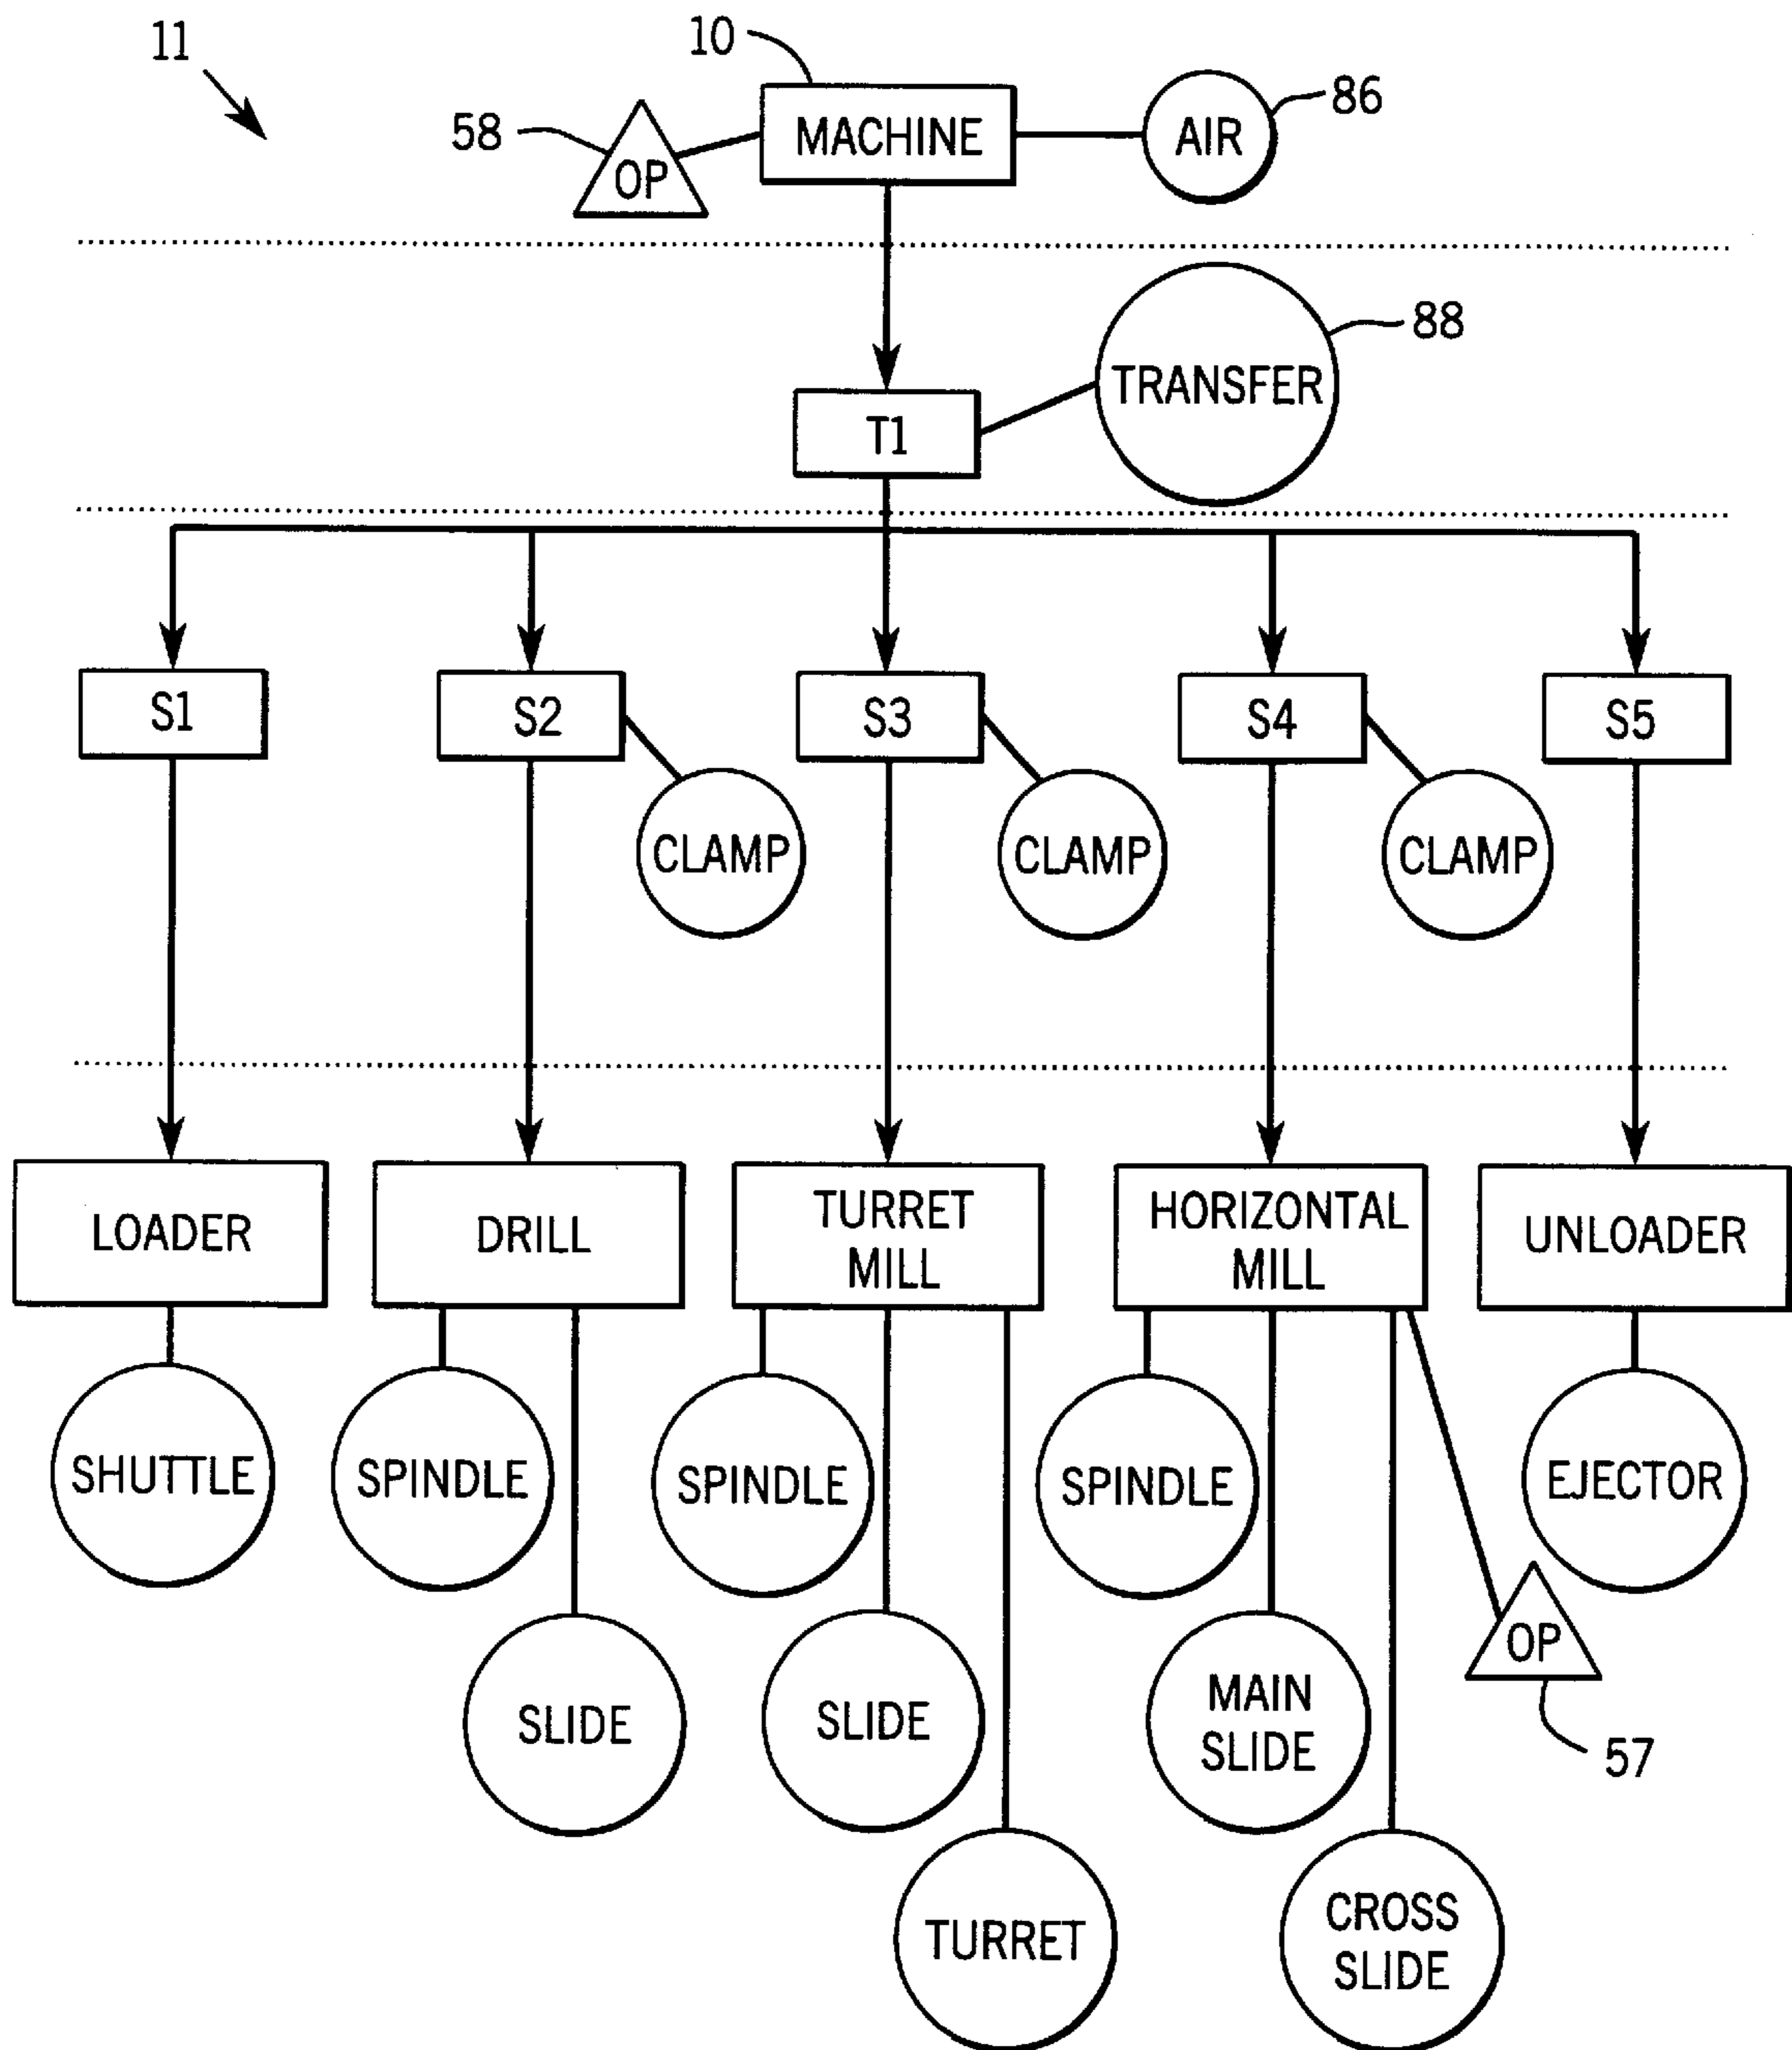 11
10
58
OP
MACHINE
AIR
86
88
TRANSFER
T1
S1
S2
S3
S4
S5
CLAMP
CLAMP
CLAMP
LOADER
DRILL
TURRET
MILL
HORIZONTAL
MILL
UNLOADER
SHUTTLE
SPINDLE
SPINDLE
SPINDLE
EJECTOR
SLIDE
SLIDE
MAIN
SLIDE
OP
57
TURRET
CROSS
SLIDE